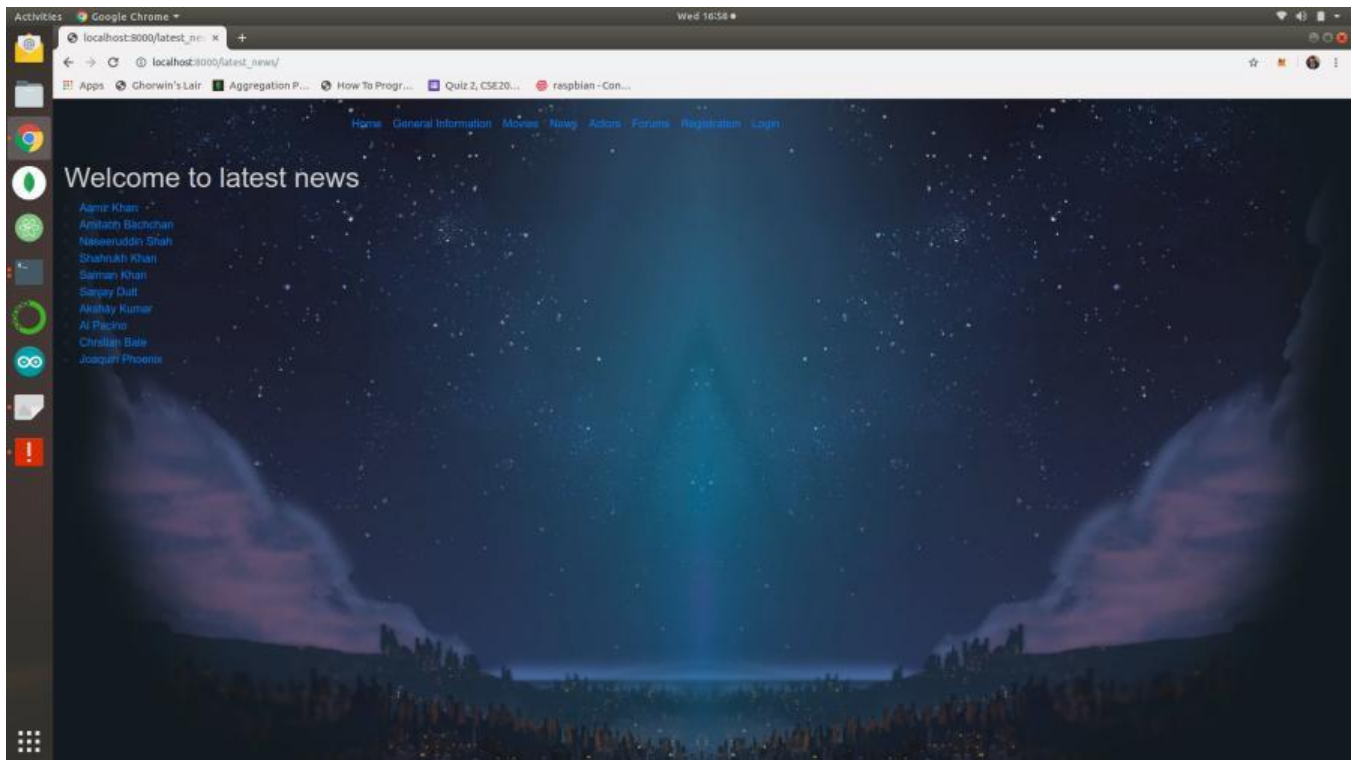 Activities Google Chrome Wed 16:58
localhost:8000/latest_ne
localhost:8000/latest_news/
Apps Ghorwin's Lair Aggregation P... How To Progr... Quiz 2, CSE20... raspbian - Con...
Home General Information Movies News Actors Forums Registration Login
Welcome to latest news
Aamir Khan
Amitabh Bachchan
Naseeruddin Shah
Shahrukh Khan
Salman Khan
Sanjay Dutt
Akshay Kumar
Al Pacino
Christian Bale
Joaquin Phoenix